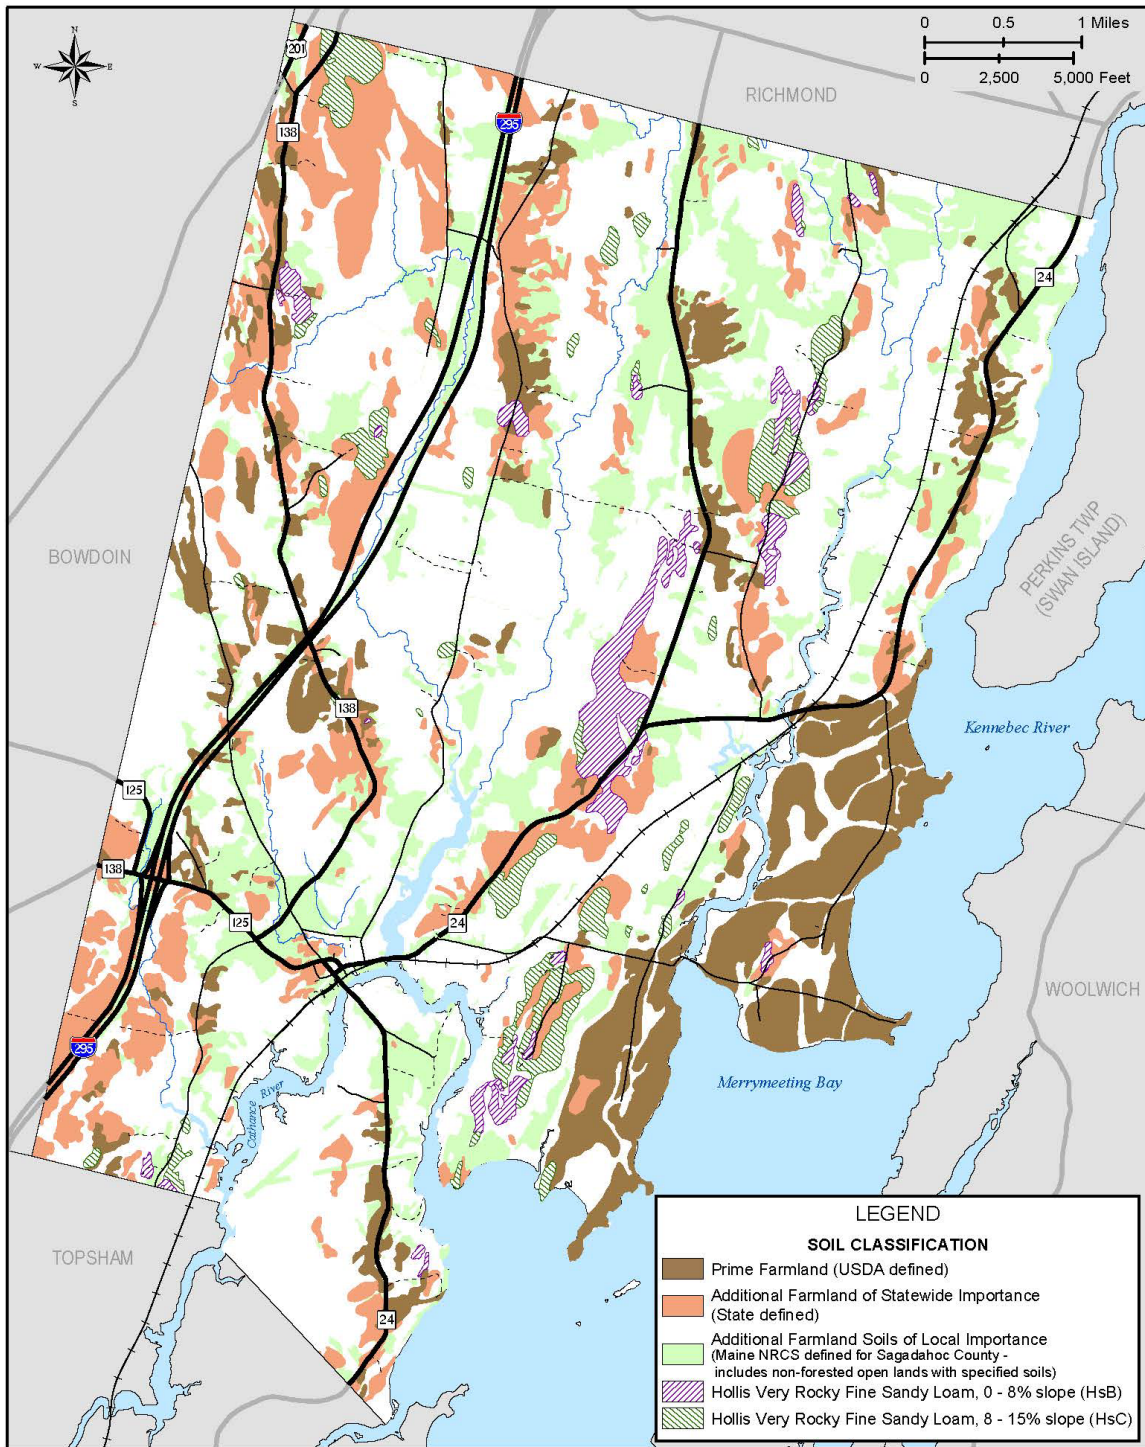 N
W E
S
0 0.5 1 Miles
0 2,500 5,000 Feet
201
RICHMOND
295
138
24
BOWDOIN
PERKINS TWP
(SWAN ISLAND)
138
Kennebec River
125
138
125
24
WOOLWICH
295
Merrymeeting Bay
Cathance River
TOPSHAM
24
LEGEND
SOIL CLASSIFICATION
Prime Farmland (USDA defined)
Additional Farmland of Statewide Importance
(State defined)
Additional Farmland Soils of Local Importance
(Maine NRCS defined for Sagadahoc County -
includes non-forested open lands with specified soils)
Hollis Very Rocky Fine Sandy Loam, 0 - 8% slope (HsB)
Hollis Very Rocky Fine Sandy Loam, 8 - 15% slope (HsC)